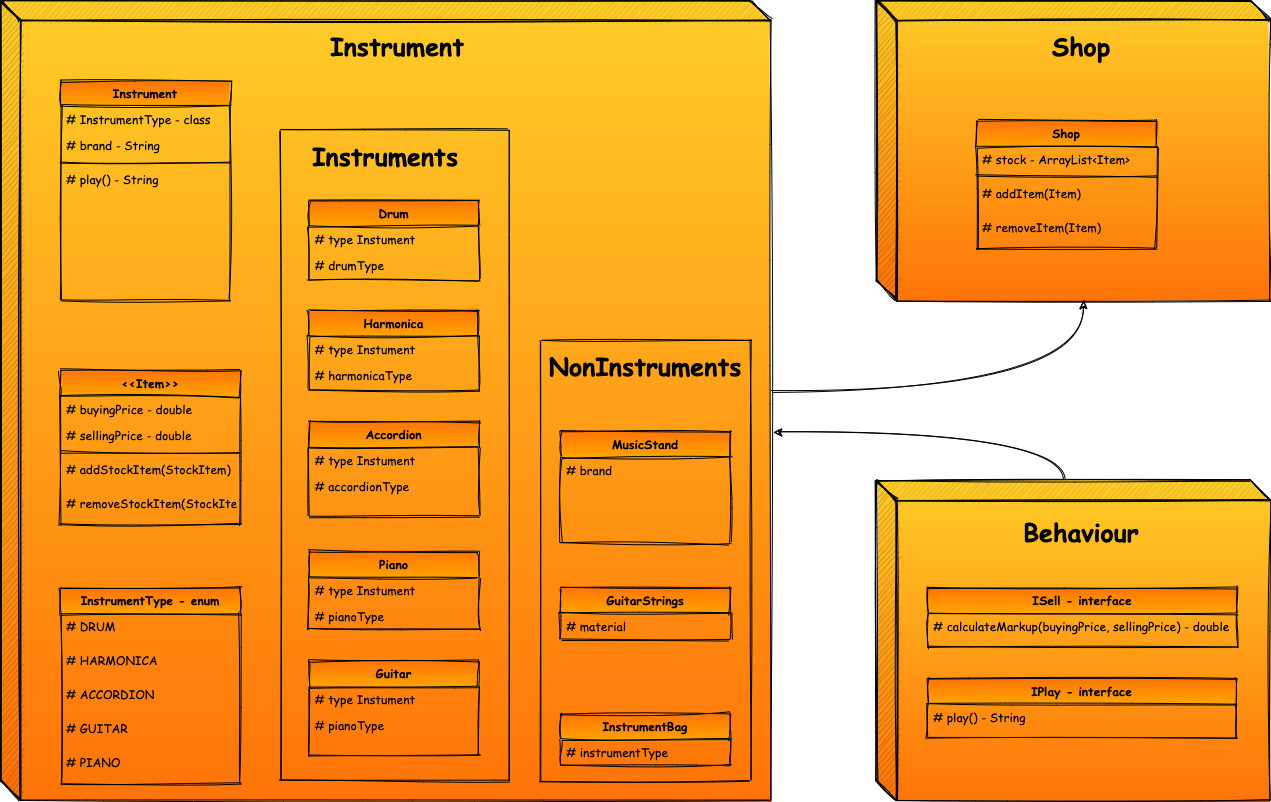 Instrument
Instrument
# InstrumentType - class
# brand - String
# play() - String
<<Item>>
# buyingPrice - double
# sellingPrice - double
# addStockItem(StockItem)
# removeStockItem(StockIte
InstrumentType - enum
# DRUM
# HARMONICA
# ACCORDION
# GUITAR
# PIANO
Instruments
Drum
# type Instument
# drumType
Harmonica
# type Instument
# harmonicaType
Accordion
# type Instument
# accordionType
Piano
# type Instument
# pianoType
Guitar
# type Instument
# pianoType
NonInstruments
MusicStand
# brand
GuitarStrings
# material
InstrumentBag
# instrumentType
Shop
Shop
# stock - ArrayList<Item>
# addItem(Item)
# removeItem(Item)
Behaviour
ISell - interface
# calculateMarkup(buyingPrice, sellingPrice) - double
IPlay - interface
# play() - String